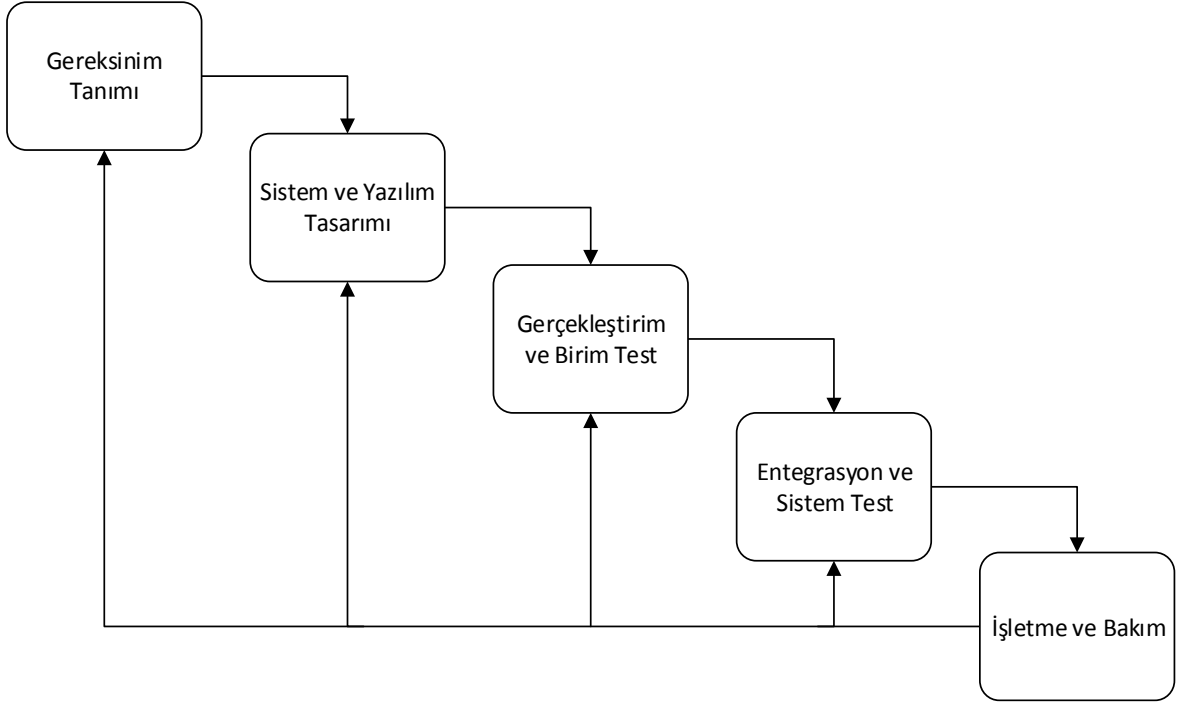 Gereksinim
Tanımı
Sistem ve Yazılım
Tasarımı
Gerçekleştirim
ve Birim Test
Entegrasyon ve
Sistem Test
İşletme ve Bakım